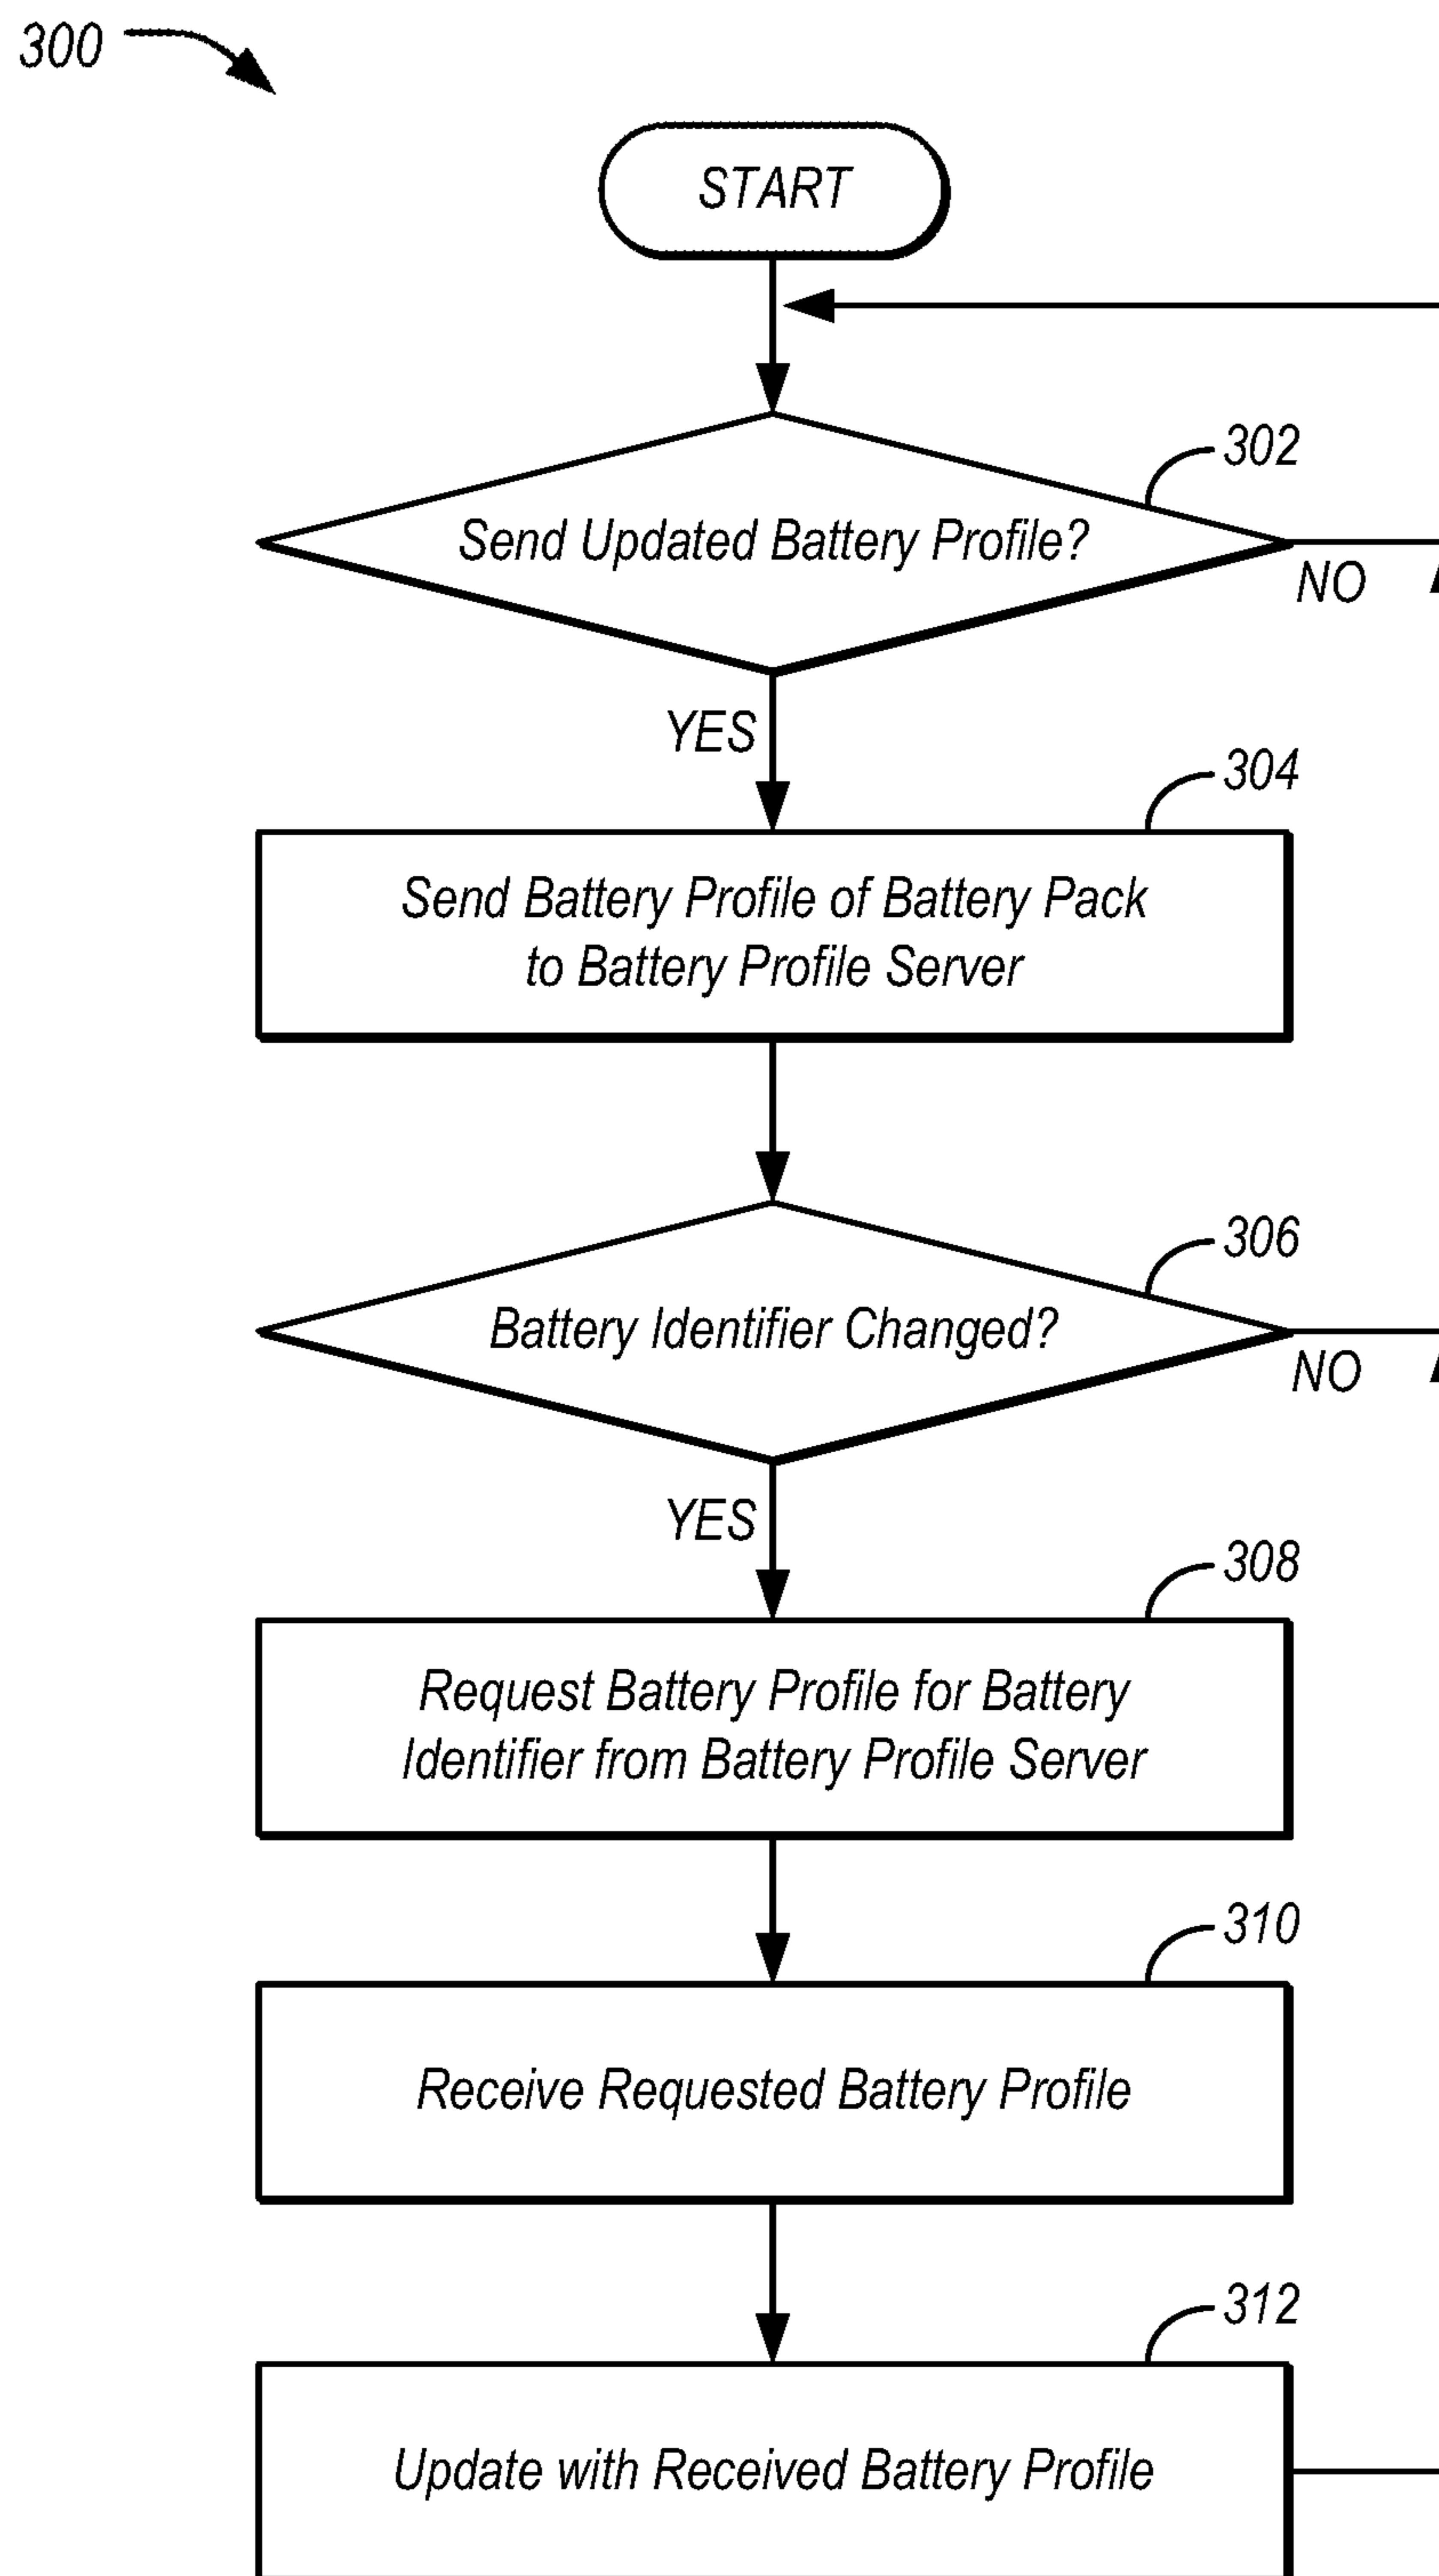 300
START
302
Send Updated Battery Profile?
NO
YES
304
Send Battery Profile of Battery Pack
to Battery Profile Server
306
Battery Identifier Changed?
NO
YES
308
Request Battery Profile for Battery
Identifier from Battery Profile Server
310
Receive Requested Battery Profile
312
Update with Received Battery Profile